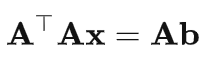 A⊤Ax = Ab